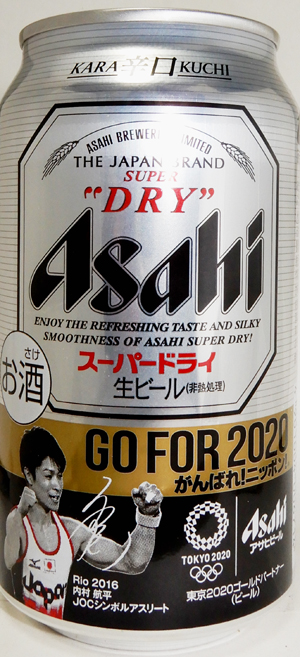 KARA 辛口 KUCHI
ASAHI BREWERIES LIMITED
THE JAPAN BRAND
SUPER
"DRY"
Asahi
ENJOY THE REFRESHING TASTE AND SILKY
SMOOTHNESS OF ASAHI SUPER DRY!
スーパードライ
生ビール(非熱処理)
さけ
お酒
GO FOR 2020
がんばれ!ニッポン!
Japan
Rio 2016
内村 航平
JOCシンボルアスリート
TOKYO 2020
Asahi
アサヒビール
東京2020ゴールドパートナー
(ビール)